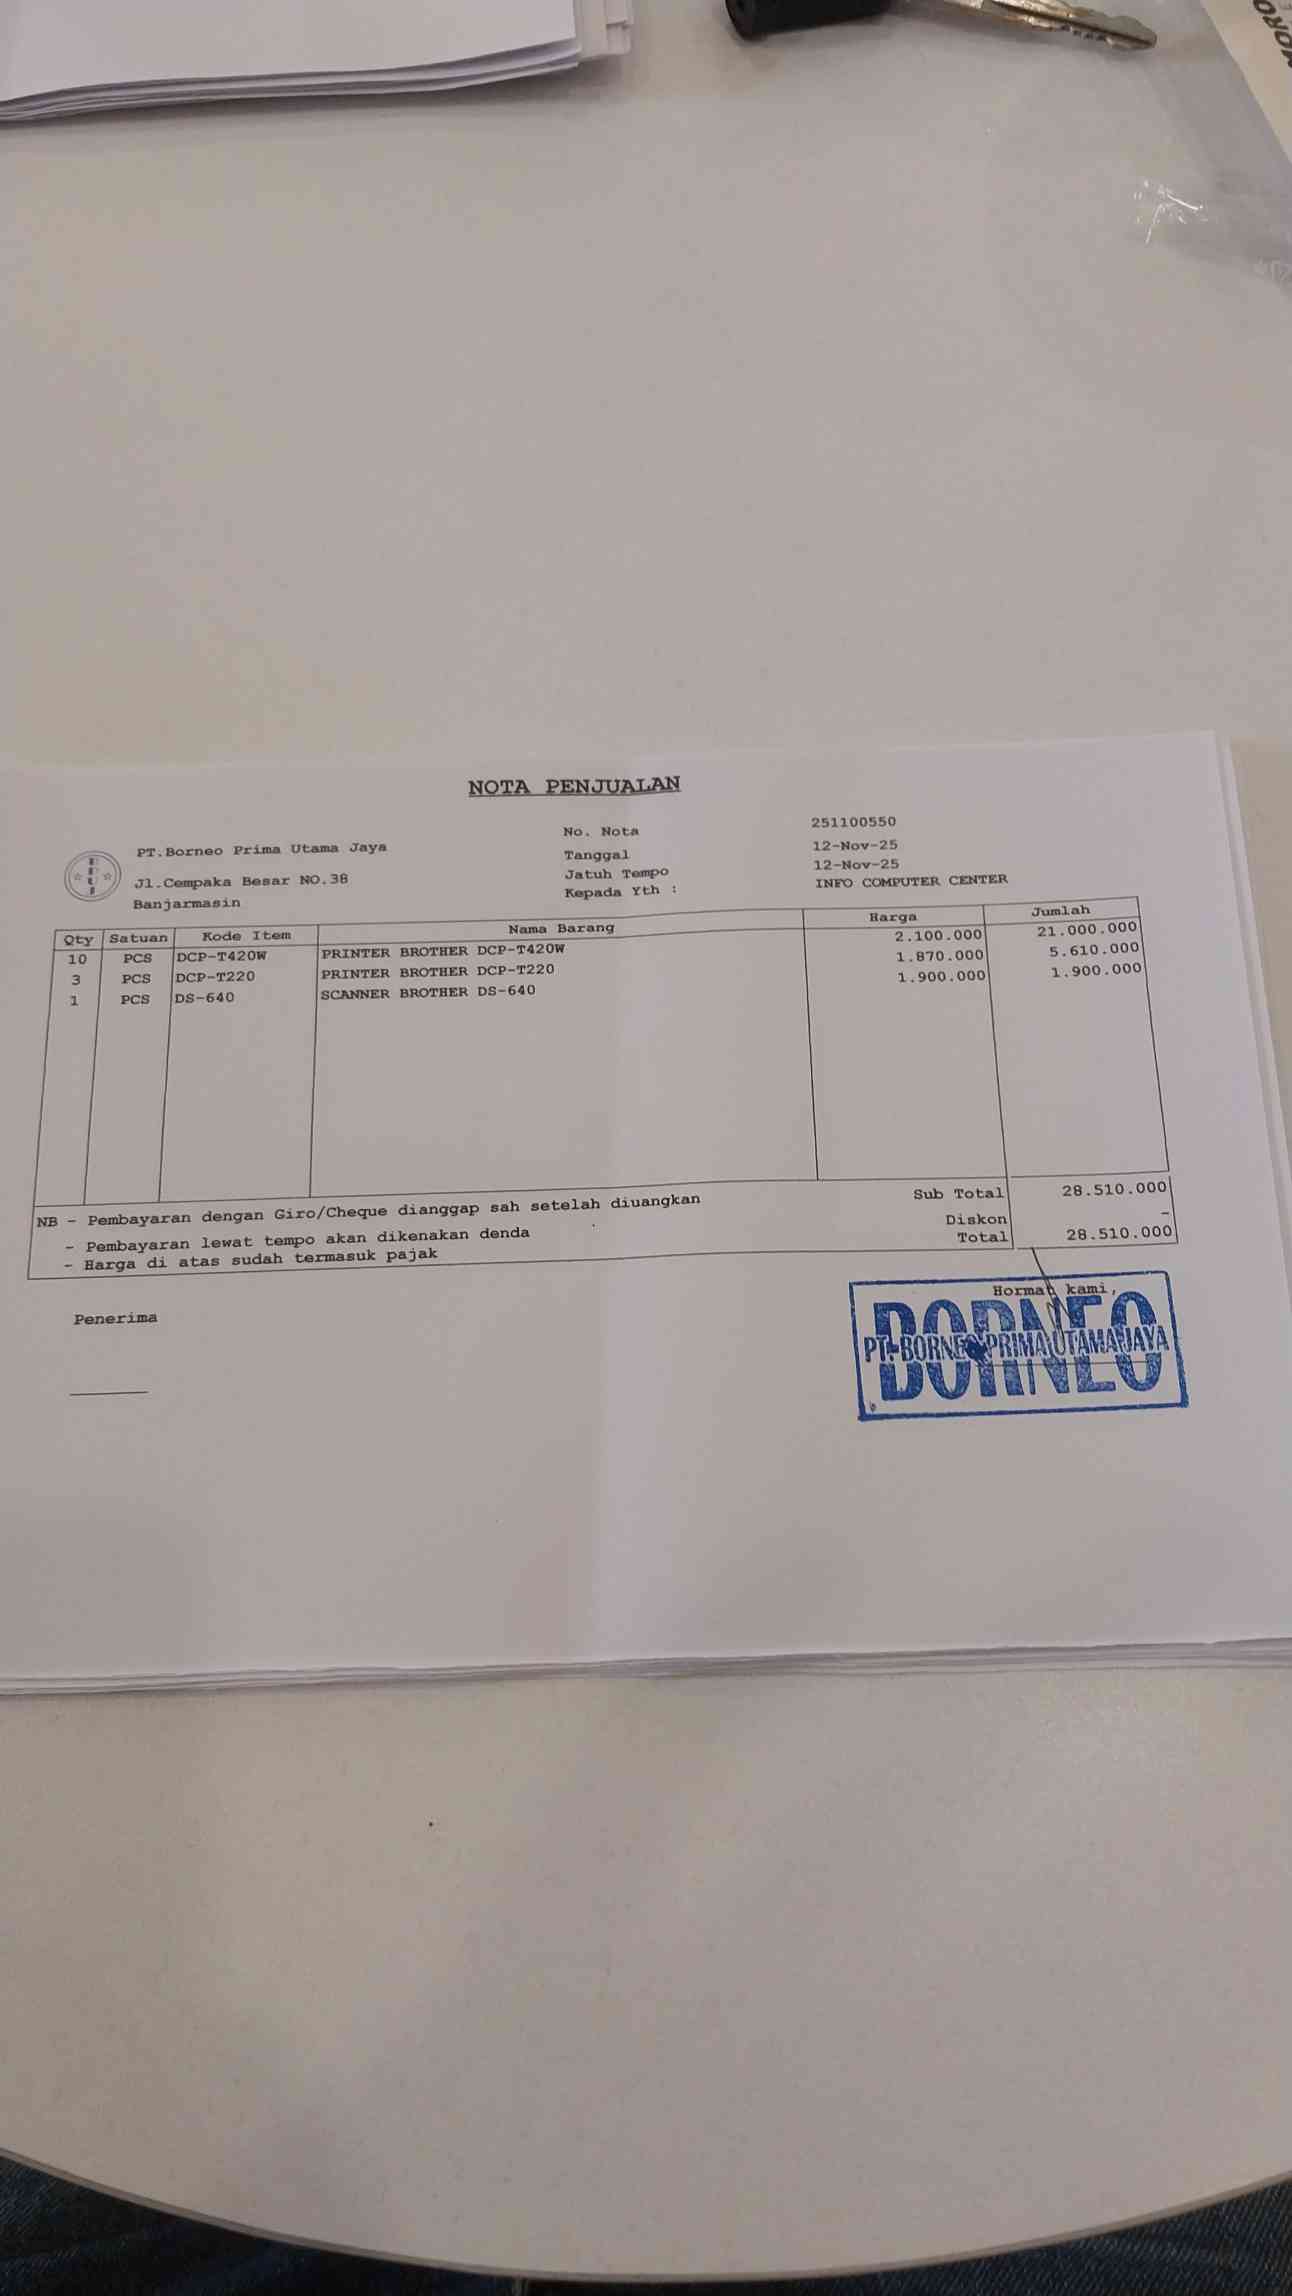 NOTA PENJUALAN
PT.Borneo Prima Utama Jaya
Jl.Cempaka Besar NO.38
Banjarmasin
No. Nota 251100550
Tanggal 12-Nov-25
Jatuh Tempo 12-Nov-25
Kepada Yth : INFO COMPUTER CENTER
Qty Satuan Kode Item Nama Barang Harga Jumlah
10 PCS DCP-T420W PRINTER BROTHER DCP-T420W 2.100.000 21.000.000
3 PCS DCP-T220 PRINTER BROTHER DCP-T220 1.870.000 5.610.000
1 PCS DS-640 SCANNER BROTHER DS-640 1.900.000 1.900.000
NB - Pembayaran dengan Giro/Cheque dianggap sah setelah diuangkan
- Pembayaran lewat tempo akan dikenakan denda
- Harga di atas sudah termasuk pajak
Sub Total 28.510.000
Diskon -
Total 28.510.000
Penerima
Hormat kami,
BORNEO
PT. BORNEO PRIMA UTAMA JAYA